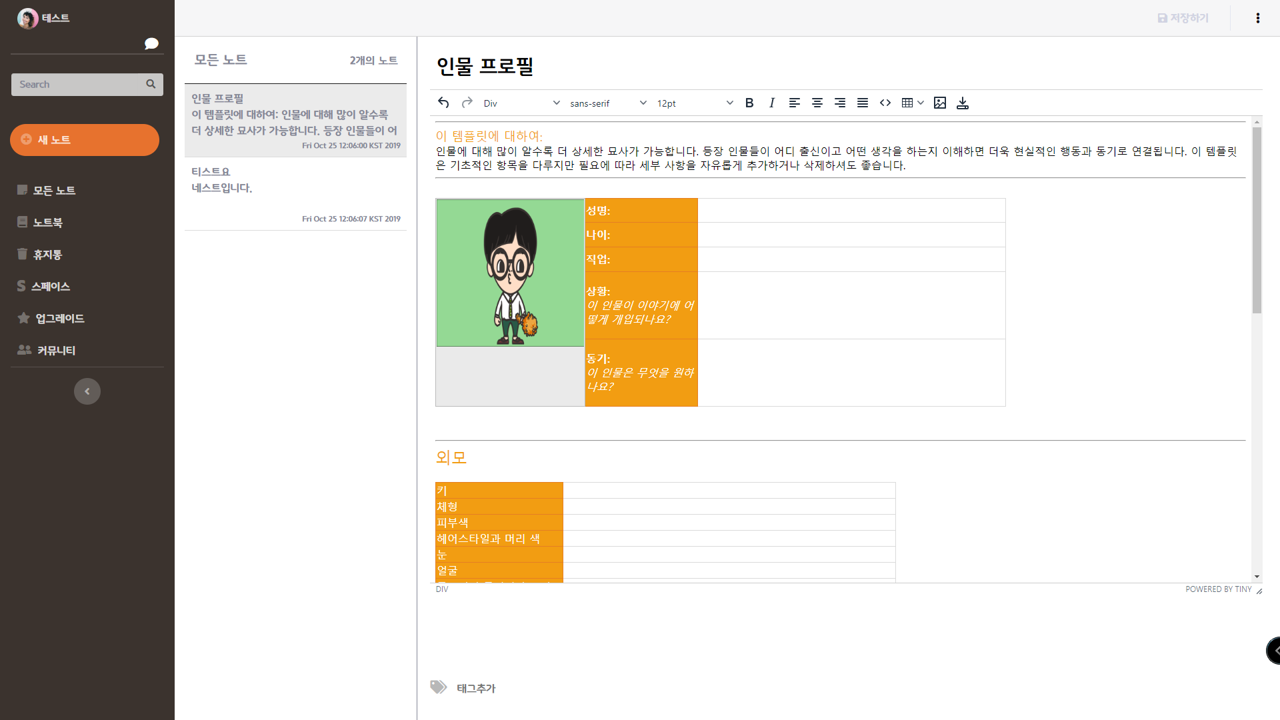 테스트
저장하기
Search
새 노트
모든 노트
노트북
휴지통
스페이스
업그레이드
커뮤니티
모든 노트
2개의 노트
인물 프로필
이 템플릿에 대하여: 인물에 대해 많이 알수록
더 상세한 묘사가 가능합니다. 등장 인물들이 어
Fri Oct 25 12:06:00 KST 2019
티스트요
네스트입니다.
Fri Oct 25 12:06:07 KST 2019
인물 프로필
Div
sans-serif
12pt
B
I
이 템플릿에 대하여:
인물에 대해 많이 알수록 더 상세한 묘사가 가능합니다. 등장 인물들이 어디 출신이고 어떤 생각을 하는지 이해하면 더욱 현실적인 행동과 동기로 연결됩니다. 이 템플릿
은 기초적인 항목을 다루지만 필요에 따라 세부 사항을 자유롭게 추가하거나 삭제하셔도 좋습니다.
성명:
나이:
직업:
상황:
이 인물이 이야기에 어
떻게 개입되나요?
동기:
이 인물은 무엇을 원하
나요?
외모
키
체형
피부색
헤어스타일과 머리 색
눈
얼굴
DIV
POWERED BY TINY
태그추가